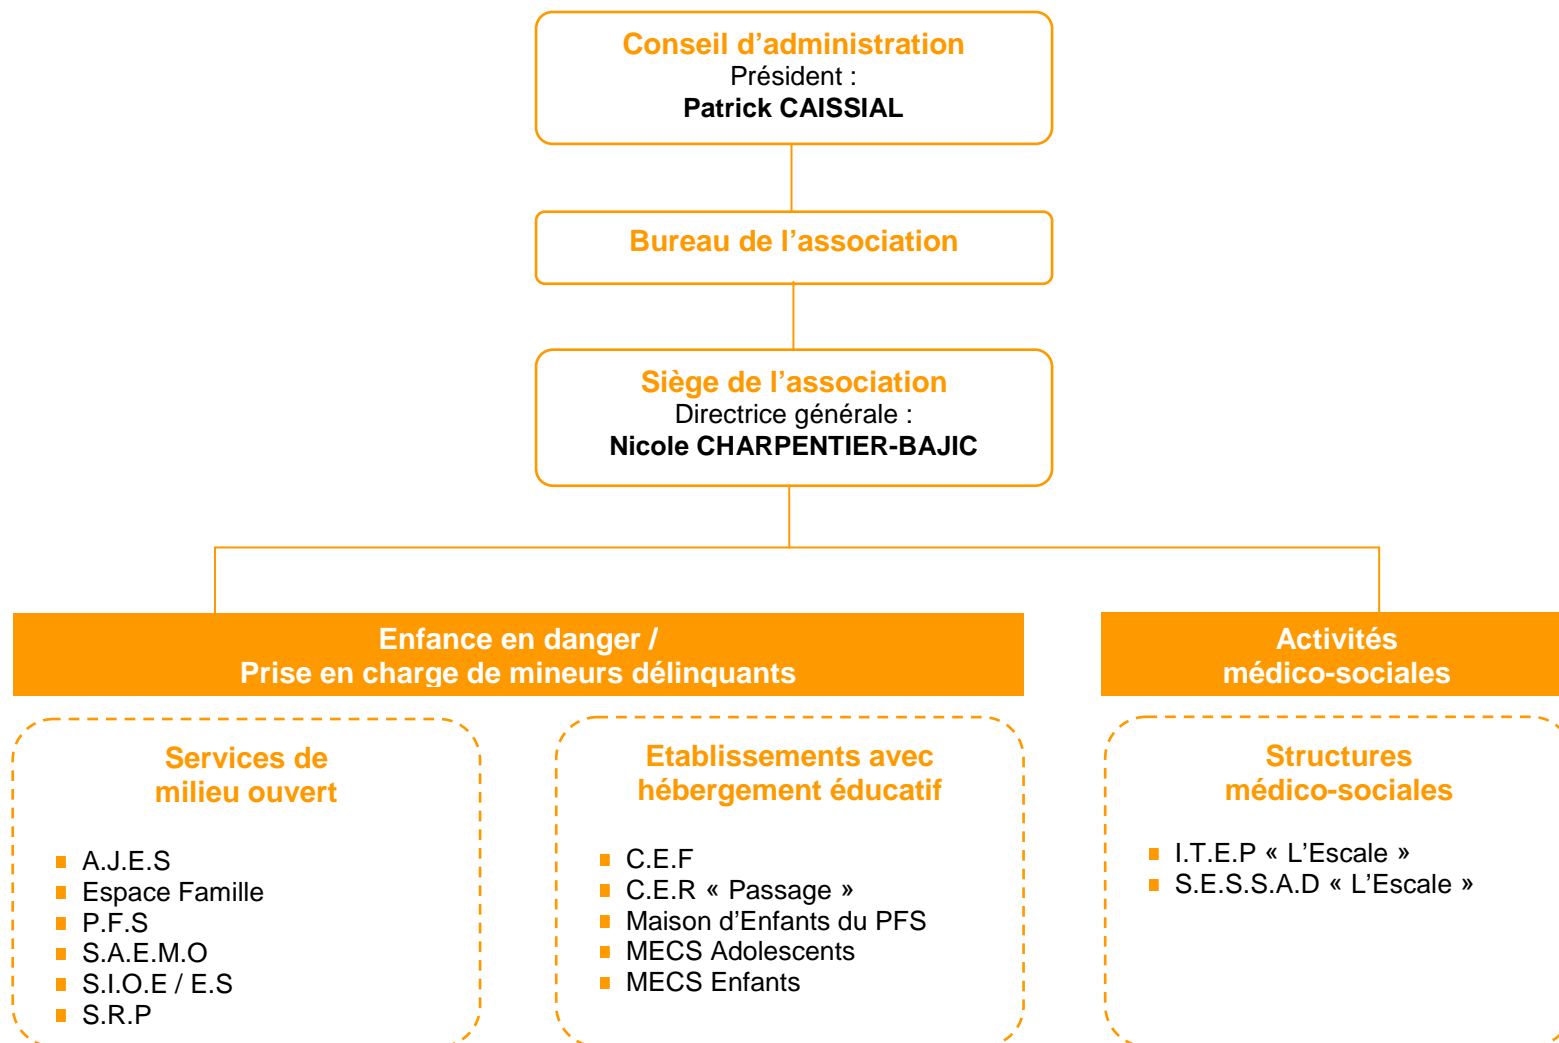 Conseil d'administration
Président :
Patrick CAISSIAL
Bureau de l'association
Siège de l'association
Directrice générale :
Nicole CHARPENTIER-BAJIC
Enfance en danger /
Prise en charge de mineurs délinquants
Activités
médico-sociales
Services de
milieu ouvert
A.J.E.S
Espace Famille
P.F.S
S.A.E.M.O
S.I.O.E / E.S
S.R.P
Etablissements avec
hébergement éducatif
C.E.F
C.E.R « Passage »
Maison d'Enfants du PFS
MECS Adolescents
MECS Enfants
Structures
médico-sociales
I.T.E.P « L'Escale »
S.E.S.S.A.D « L'Escale »